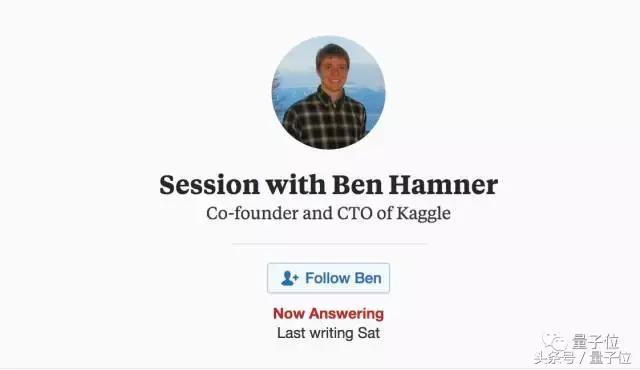 Session with Ben Hamner
Co-founder and CTO of Kaggle
Follow Ben
Now Answering
Last writing Sat
量子位
头条号 / 量子位